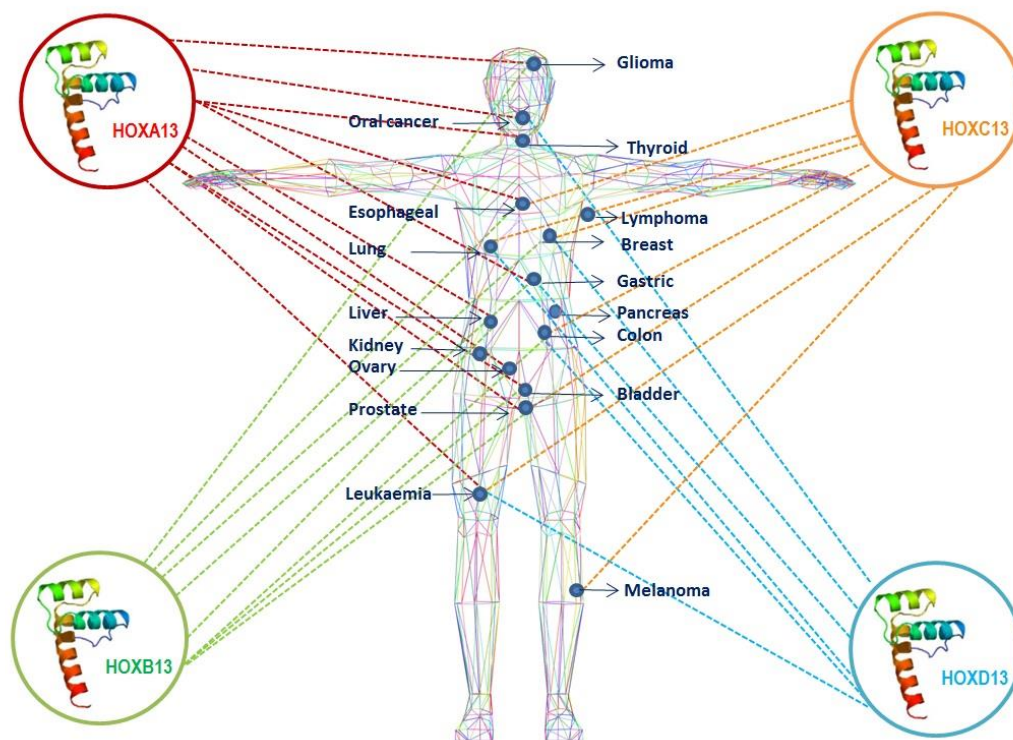 Glioma
HOXA13
Oral cancer
HOXC13
Thyroid
Esophageal
Lymphoma
Lung
Breast
Gastric
Liver
Pancreas
Kidney
Colon
Ovary
Bladder
Prostate
Leukaemia
Melanoma
HOXB13
HOXD13